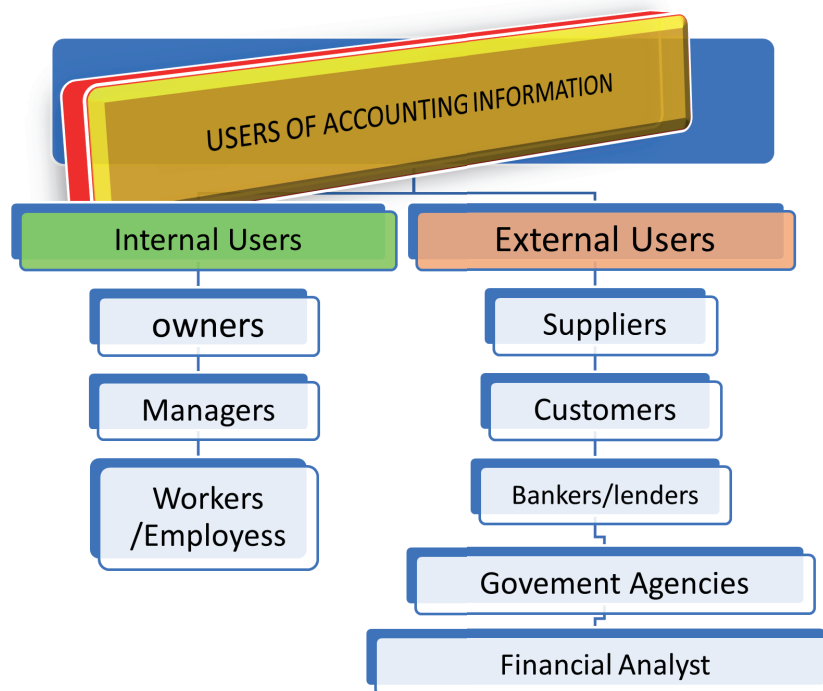 USERS OF ACCOUNTING INFORMATION
Internal Users
owners
Managers
Workers
/Employess
External Users
Suppliers
Customers
Bankers/lenders
Govement Agencies
Financial Analyst